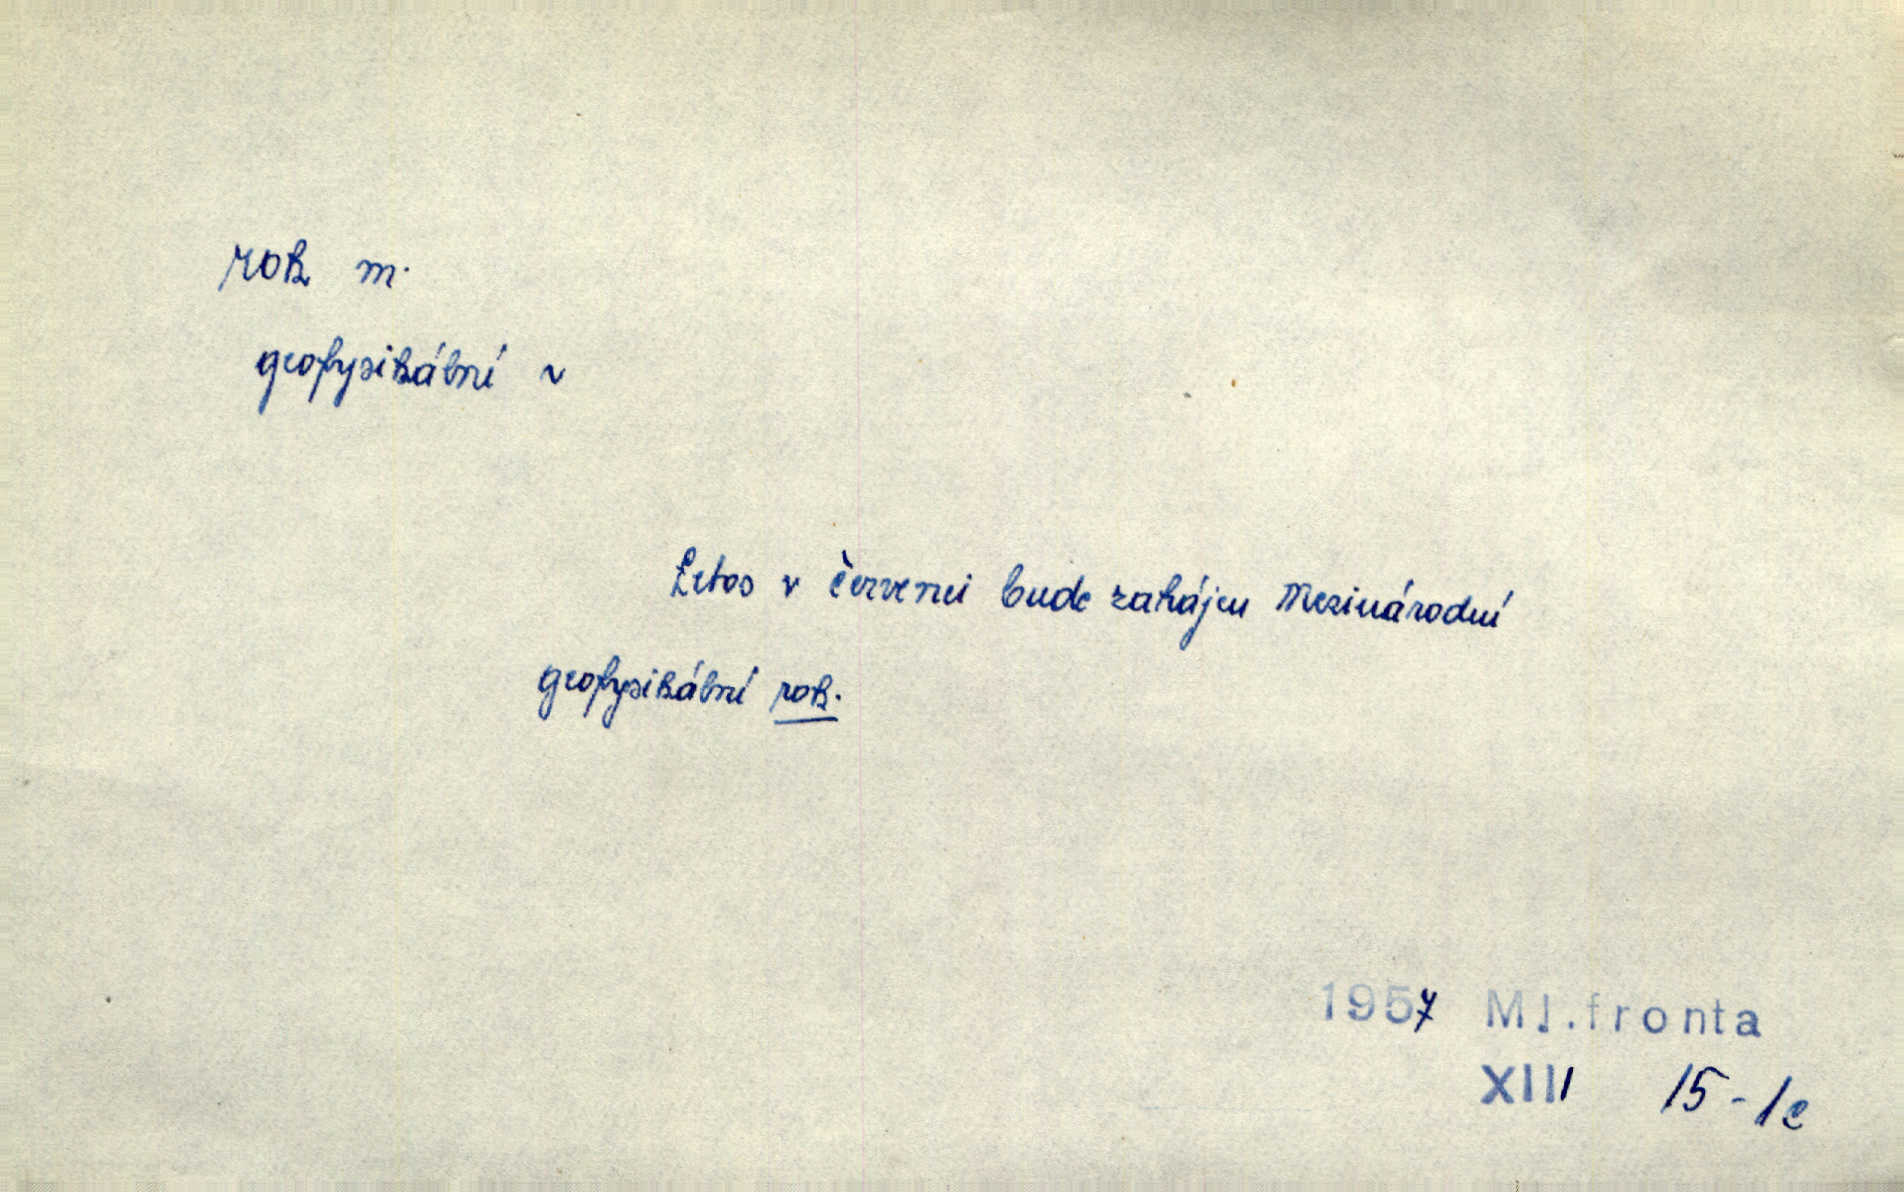 rok m.
geofysikální ~
Letos v červenci bude zahájen Mezinárodní
geofysikální rok.
1957 Ml.fronta
XIII 15-1c